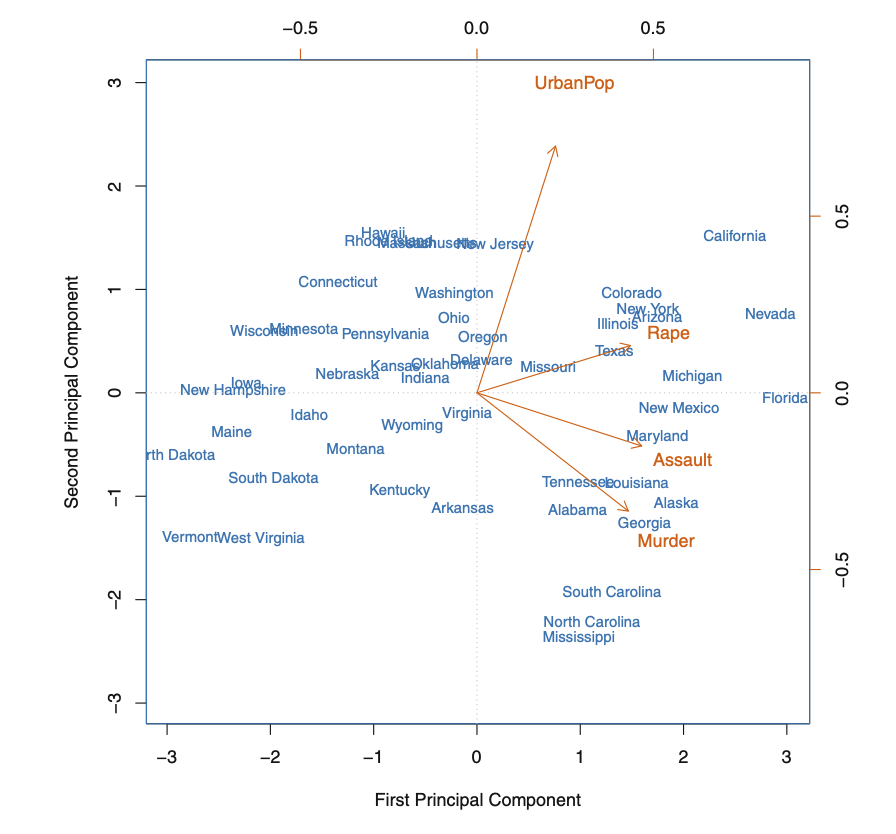 −0.5 0.0 0.5
UrbanPop
3
2
1
0
−1
−2
−3
Second Principal Component
0.5
0.0
−0.5
Hawaii
Rhode Island
Massachusetts
New Jersey
California
Connecticut
Washington
Colorado
New York
Arizona
Nevada
Ohio
Illinois
Wisconsin
Minnesota
Pennsylvania
Oregon
Rape
Texas
Delaware
Oklahoma
Kansas
Missouri
Nebraska
Indiana
Michigan
Iowa
New Hampshire
Florida
New Mexico
Idaho
Virginia
Wyoming
Maine
Maryland
Montana
rth Dakota
Assault
South Dakota
Tennessee
Louisiana
Kentucky
Alaska
Arkansas
Alabama
Georgia
Vermont
West Virginia
Murder
South Carolina
North Carolina
Mississippi
−3 −2 −1 0 1 2 3
First Principal Component